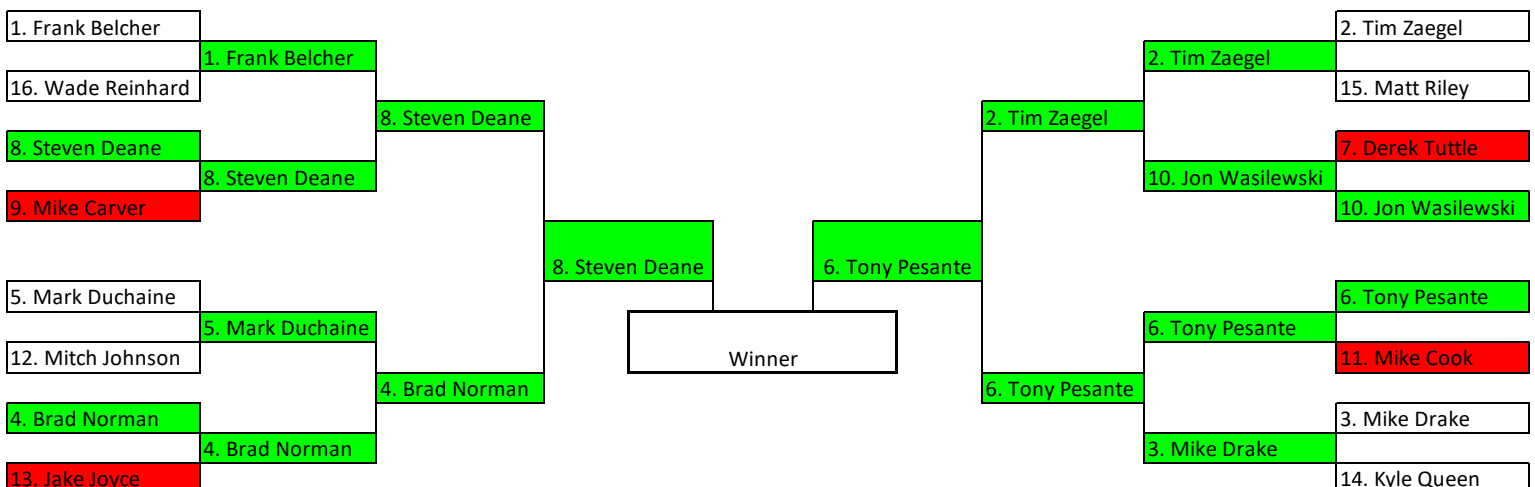 1. Frank Belcher
1. Frank Belcher
16. Wade Reinhard
8. Steven Deane
8. Steven Deane
8. Steven Deane
9. Mike Carver
8. Steven Deane
5. Mark Duchaine
5. Mark Duchaine
12. Mitch Johnson
4. Brad Norman
4. Brad Norman
4. Brad Norman
13. Jake Joyce
Winner
2. Tim Zaegel
2. Tim Zaegel
15. Matt Riley
2. Tim Zaegel
7. Derek Tuttle
10. Jon Wasilewski
10. Jon Wasilewski
6. Tony Pesante
6. Tony Pesante
6. Tony Pesante
11. Mike Cook
6. Tony Pesante
3. Mike Drake
3. Mike Drake
14. Kyle Queen